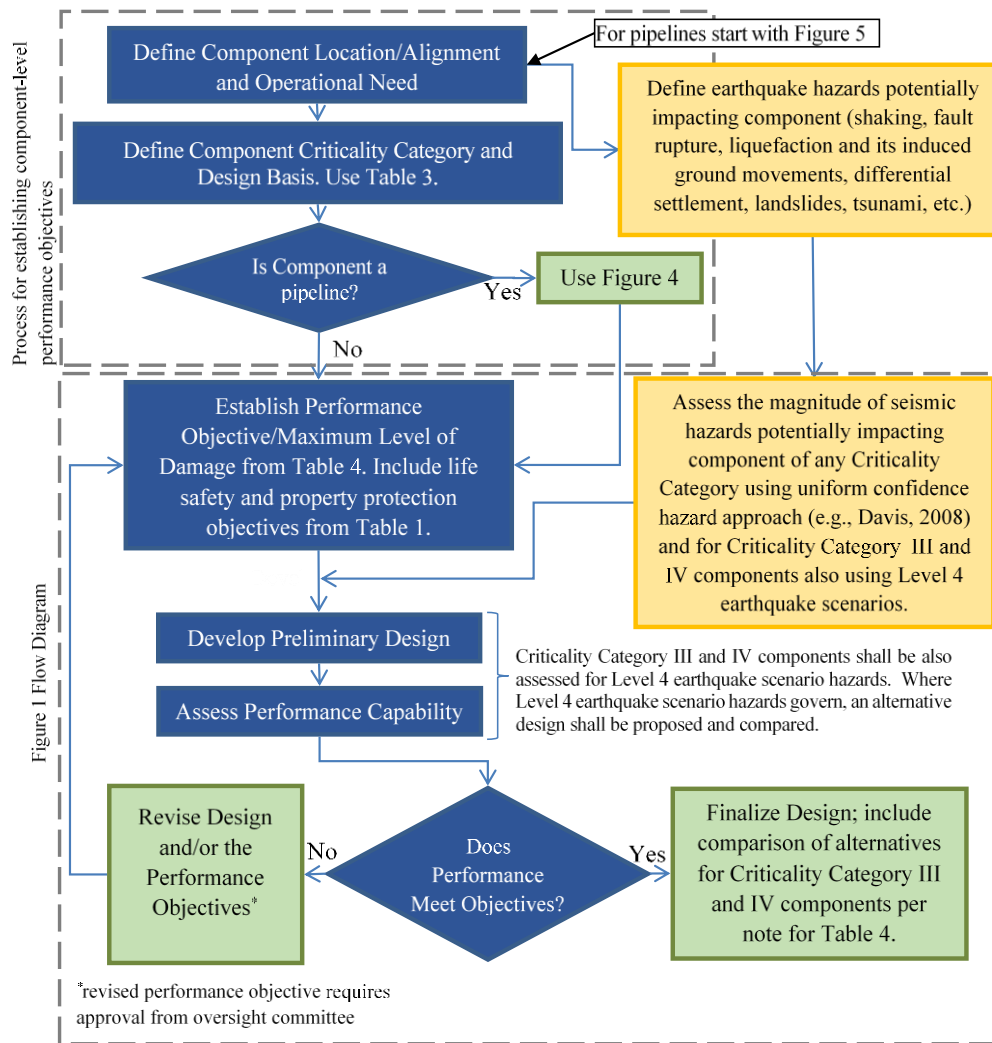 Process for establishing component-level
performance objectives
Define Component Location/Alignment
and Operational Need
For pipelines start with Figure 5
Define earthquake hazards potentially
impacting component (shaking, fault
rupture, liquefaction and its induced
ground movements, differential
settlement, landslides, tsunami, etc.)
Define Component Criticality Category and
Design Basis. Use Table 3.
Is Component a
pipeline?
Yes
Use Figure 4
No
Figure 1 Flow Diagram
Establish Performance
Objective/Maximum Level of
Damage from Table 4. Include life
safety and property protection
objectives from Table 1.
Assess the magnitude of seismic
hazards potentially impacting
component of any Criticality
Category using uniform confidence
hazard approach (e.g., Davis, 2008)
and for Criticality Category III and
IV components also using Level 4
earthquake scenarios.
Develop Preliminary Design
Assess Performance Capability
Criticality Category III and IV components shall be also
assessed for Level 4 earthquake scenario hazards. Where
Level 4 earthquake scenario hazards govern, an alternative
design shall be proposed and compared.
Revise Design
and/or the
Performance
Objectives*
No
Does
Performance
Meet Objectives?
Yes
Finalize Design; include
comparison of alternatives
for Criticality Category III
and IV components per
note for Table 4.
*revised performance objective requires
approval from oversight committee